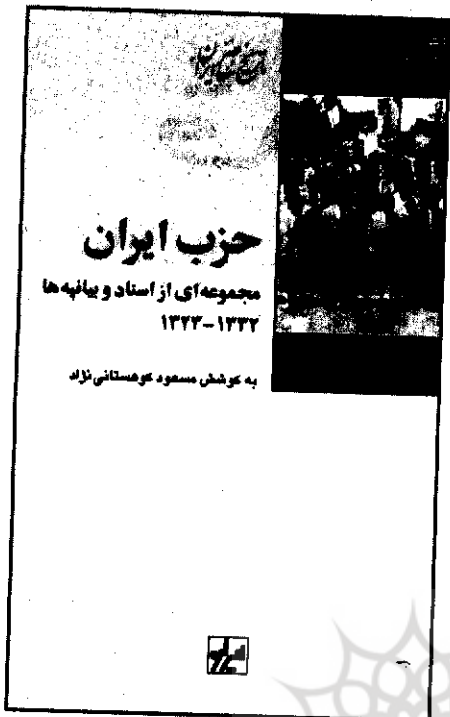 حزب ایران
مجموعه‌ای از اسناد و بیانیه‌ها
۱۳۲۳-۱۳۳۲
به کوشش مسعود کوهستانی نژاد